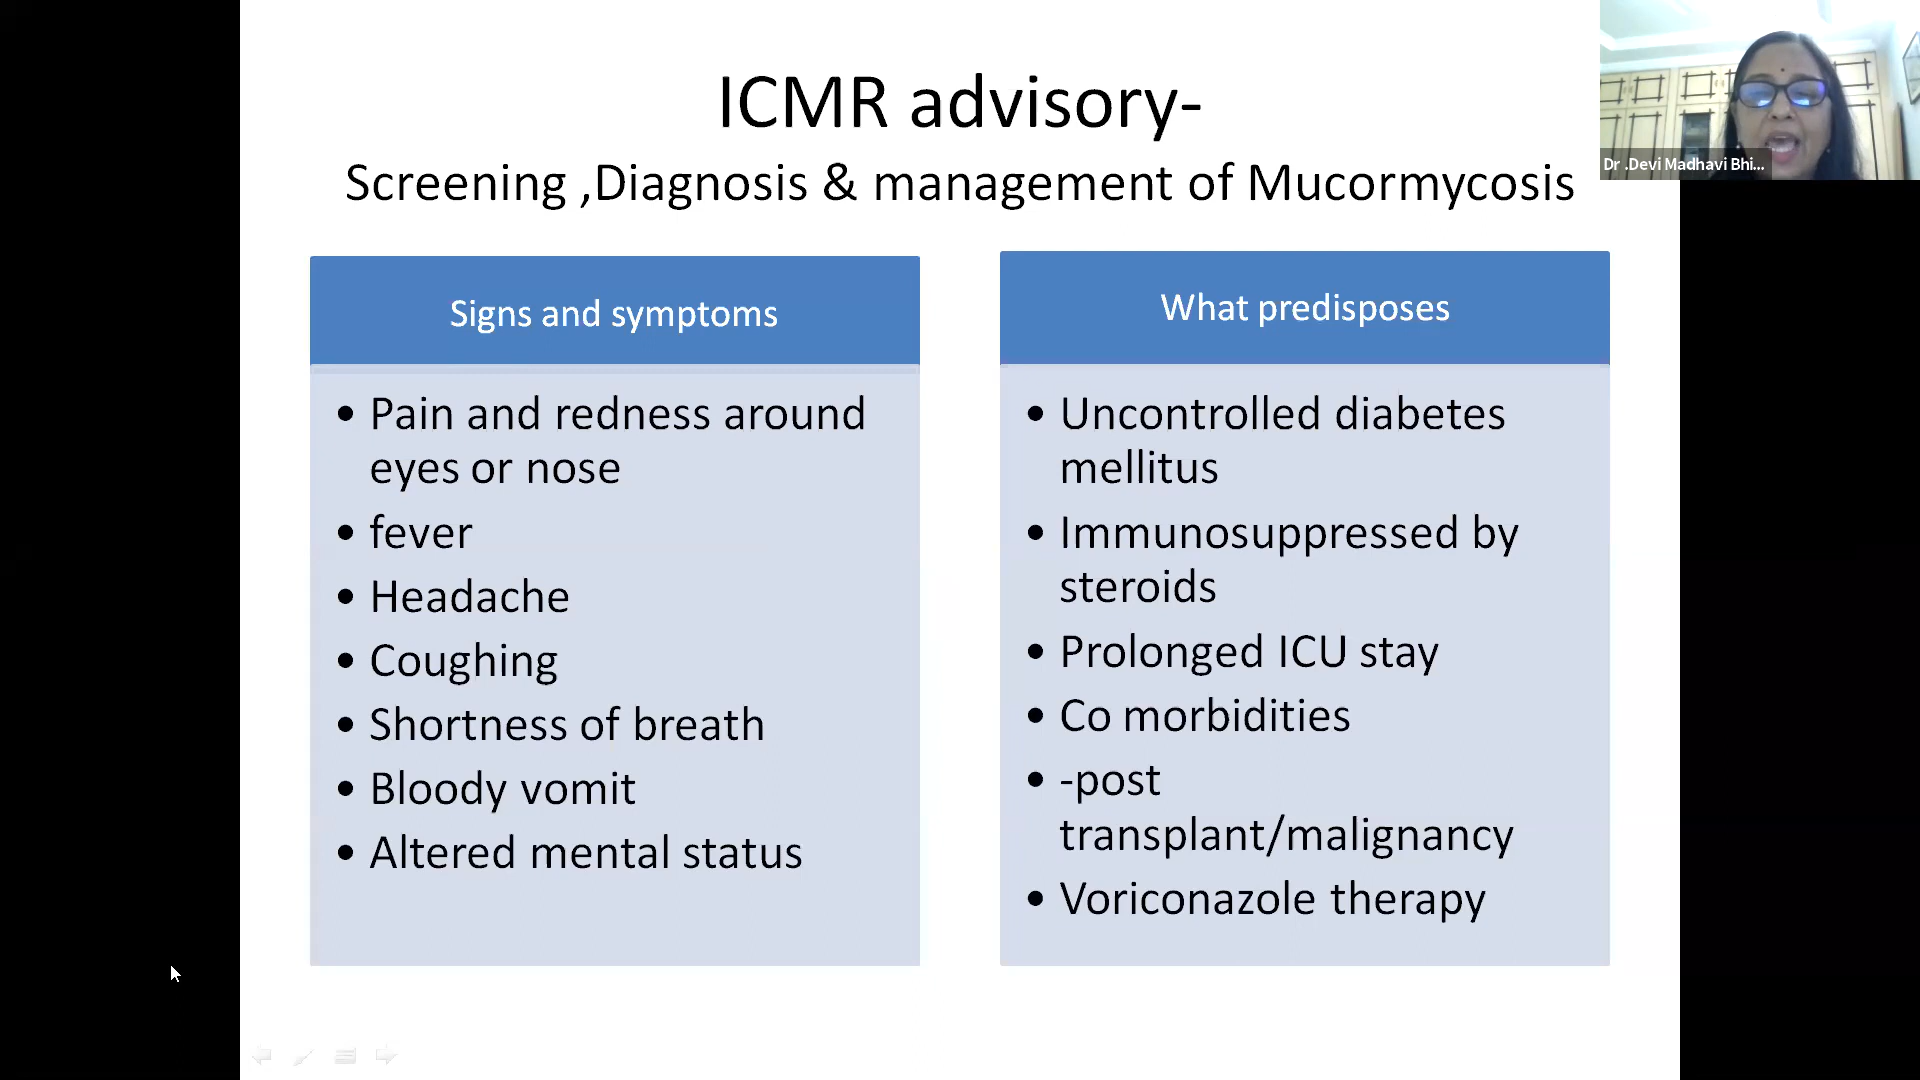 ICMR advisory-
Screening ,Diagnosis & management of Mucormycosis
Dr .Devi Madhavi Bhi...
Signs and symptoms
• Pain and redness around
eyes or nose
• fever
• Headache
• Coughing
• Shortness of breath
• Bloody vomit
• Altered mental status
What predisposes
• Uncontrolled diabetes
mellitus
• Immunosuppressed by
steroids
• Prolonged ICU stay
• Co morbidities
• -post
transplant/malignancy
• Voriconazole therapy